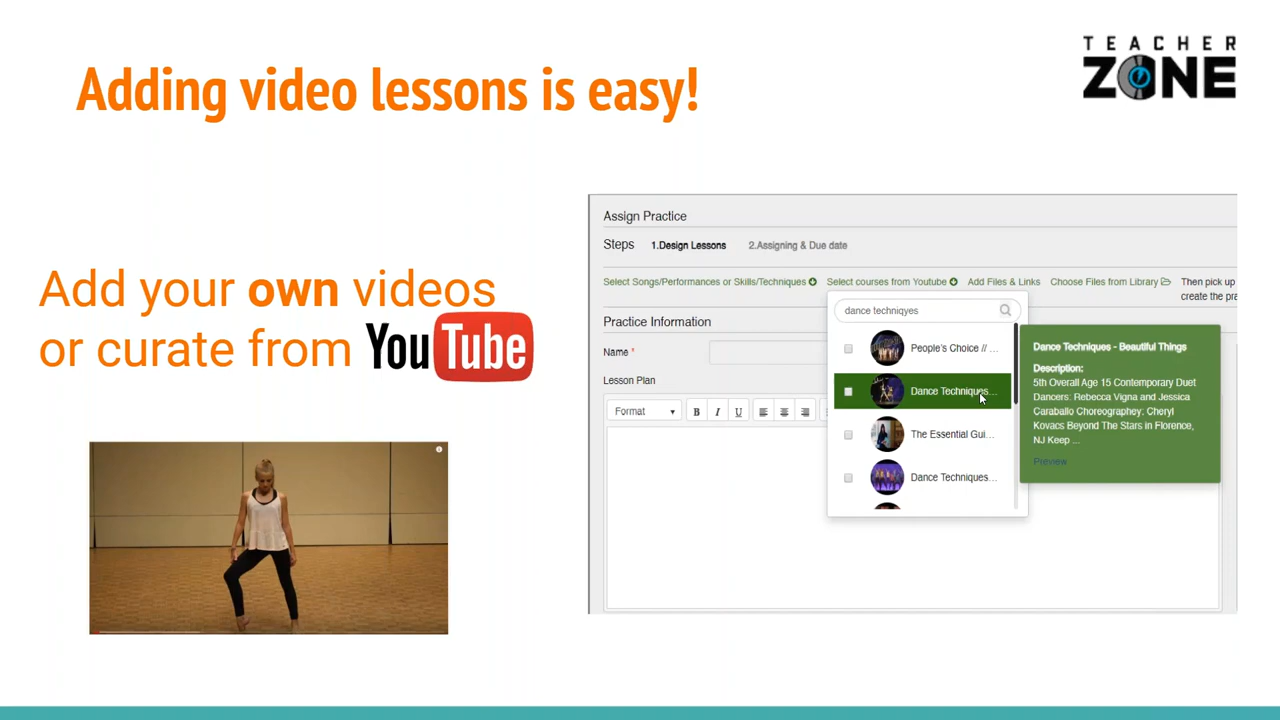 Adding video lessons is easy!
TEACHER
ZONE
Add your own videos
or curate from YouTube
Assign Practice
Steps 1.Design Lessons 2.Assigning & Due date
Select Songs/Performances or Skills/Techniques Select courses from Youtube Add Files & Links Choose Files from Library Then pick up
create the pra
Practice Information
Name *
Lesson Plan
Format B I U
dance techniqyes
People's Choice // ...
Dance Techniques...
The Essential Gui...
Dance Techniques...
Dance Techniques - Beautiful Things
Description:
5th Overall Age 15 Contemporary Duet
Dancers: Rebecca Vigna and Jessica
Caraballo Choreographey: Cheryl
Kovacs Beyond The Stars in Florence,
NJ Keep ...
Preview